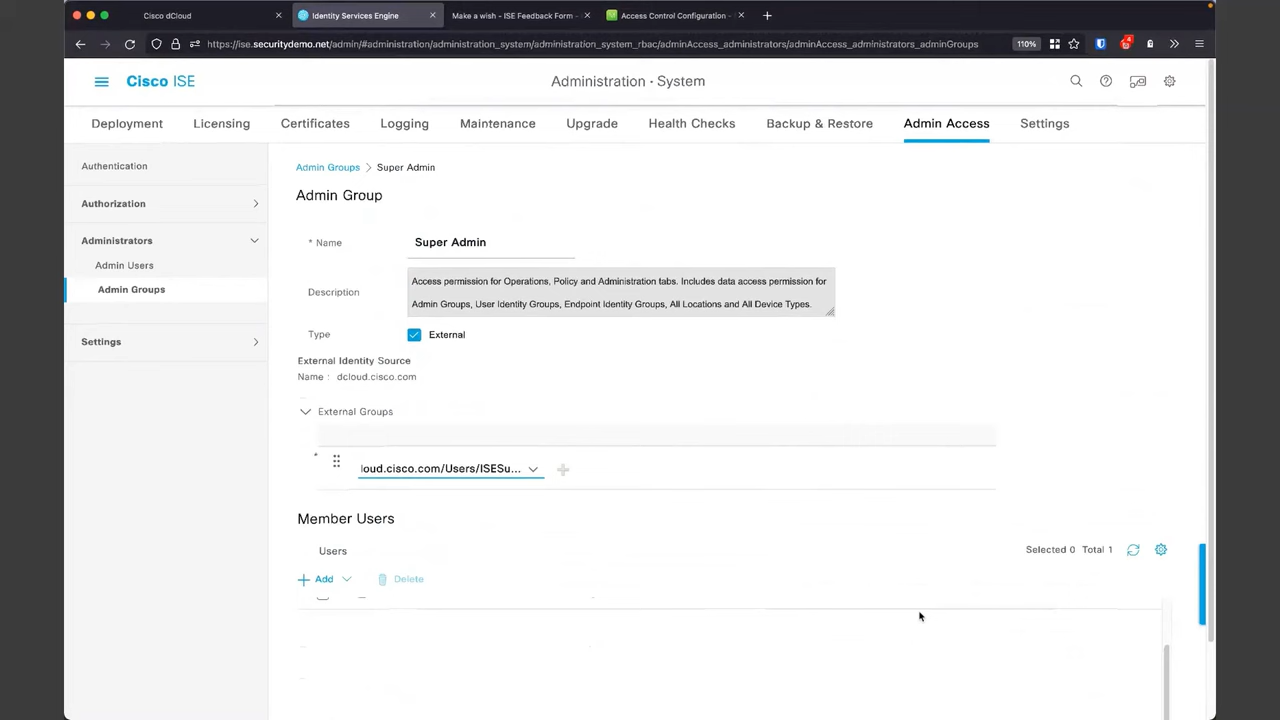 Cisco dCloud
Identity Services Engine
Make a wish - ISE Feedback Form -
Access Control Configuration -
https://ise.securitydemo.net/admin/#administration/administration_system/administration_system_rbac/adminAccess_administrators/adminAccess_administrators_adminGroups
110%
4
Cisco ISE
Administration · System
Deployment
Licensing
Certificates
Logging
Maintenance
Upgrade
Health Checks
Backup & Restore
Admin Access
Settings
Authentication
Authorization
Administrators
Admin Users
Admin Groups
Settings
Admin Groups > Super Admin
Admin Group
* Name
Super Admin
Description
Access permission for Operations, Policy and Administration tabs. Includes data access permission for
Admin Groups, User Identity Groups, Endpoint Identity Groups, All Locations and All Device Types.
Type
External
External Identity Source
Name : dcloud.cisco.com
External Groups
*
loud.cisco.com/Users/ISESu...
Member Users
Users
Selected 0 Total 1
+ Add
Delete